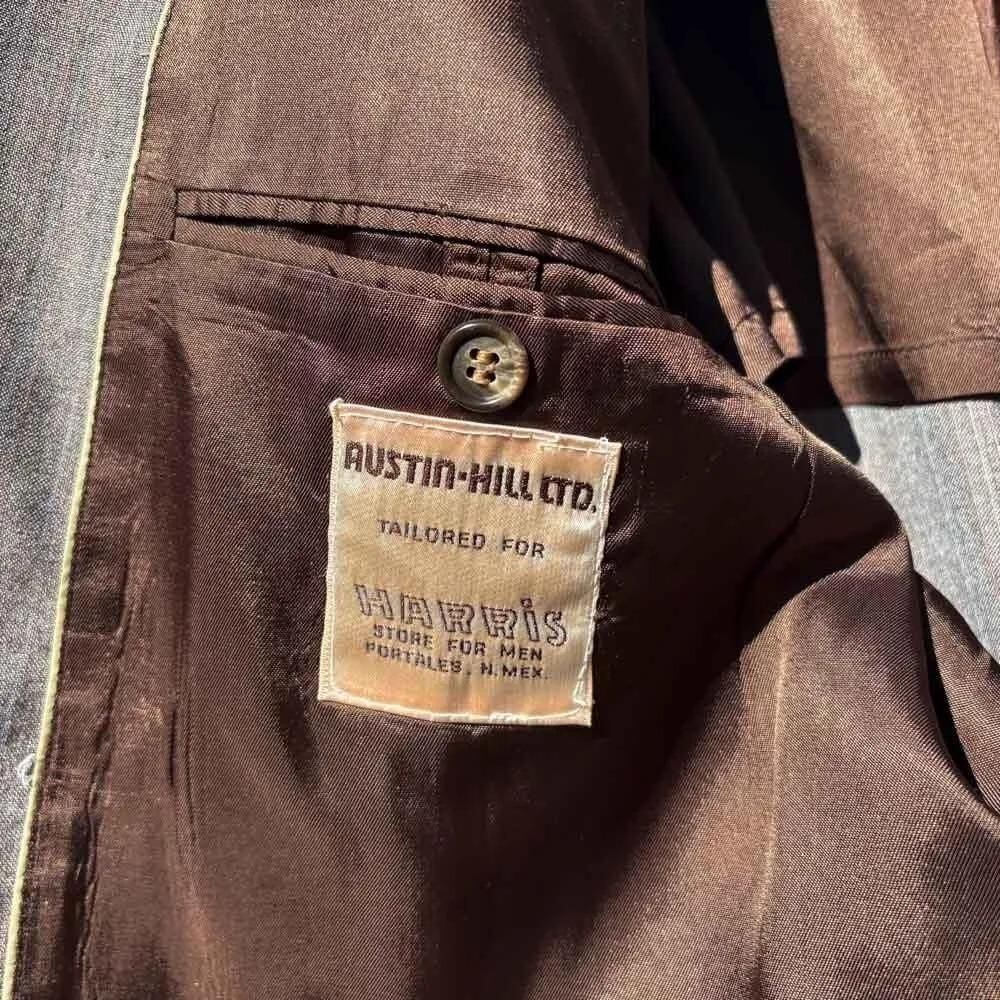 AUSTIN-HILL LTD.
TAILORED FOR
HARRiS
STORE FOR MEN
PORTALES, N.MEX.